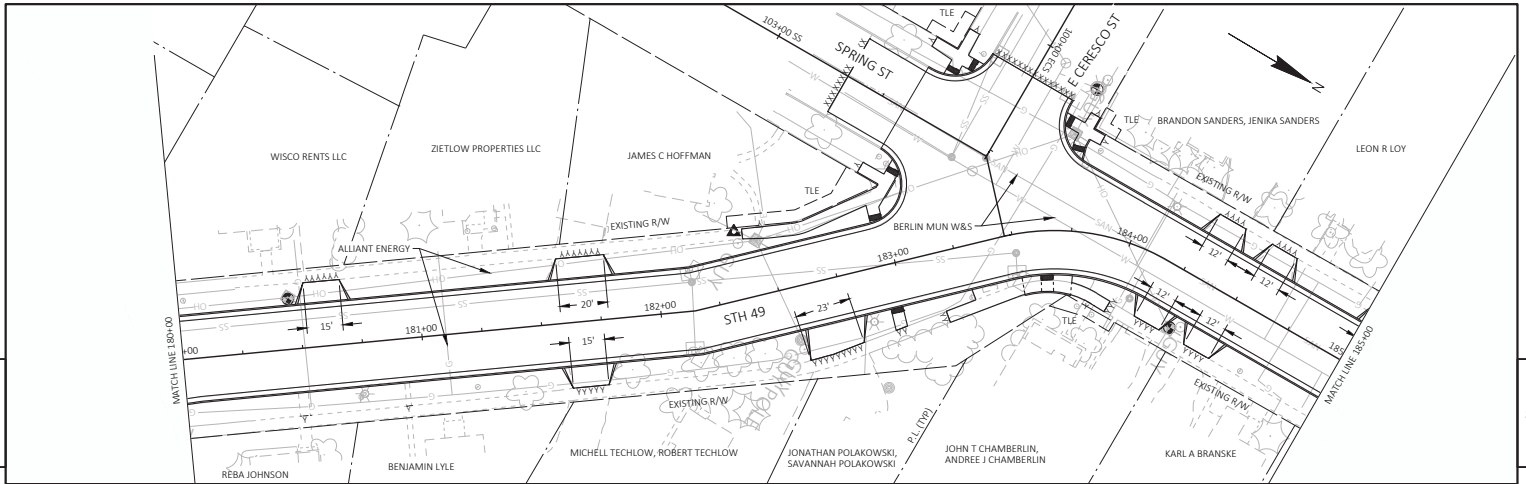 TLE
103+00 SS
SPRING ST
100+00 ECS
E CERESCO ST
N
TLE
BRANDON SANDERS, JENIKA SANDERS
LEON R LOY
WISCO RENTS LLC
ZIETLOW PROPERTIES LLC
JAMES C HOFFMAN
TLE
EXISTING R/W
EXISTING R/W
ALLIANT ENERGY
BERLIN MUN W&S
184+00
183+00
12'
12'
20'
182+00
STH 49
23'
12'
12'
TLE
15'
181+00
15'
+00
185
MATCH LINE 180+00
MATCH LINE 185+00
EXISTING R/W
EXISTING R/W
P.L. (TYP)
REBA JOHNSON
BENJAMIN LYLE
MICHELL TECHLOW, ROBERT TECHLOW
JONATHAN POLAKOWSKI,
SAVANNAH POLAKOWSKI
JOHN T CHAMBERLIN,
ANDREE J CHAMBERLIN
KARL A BRANSKE